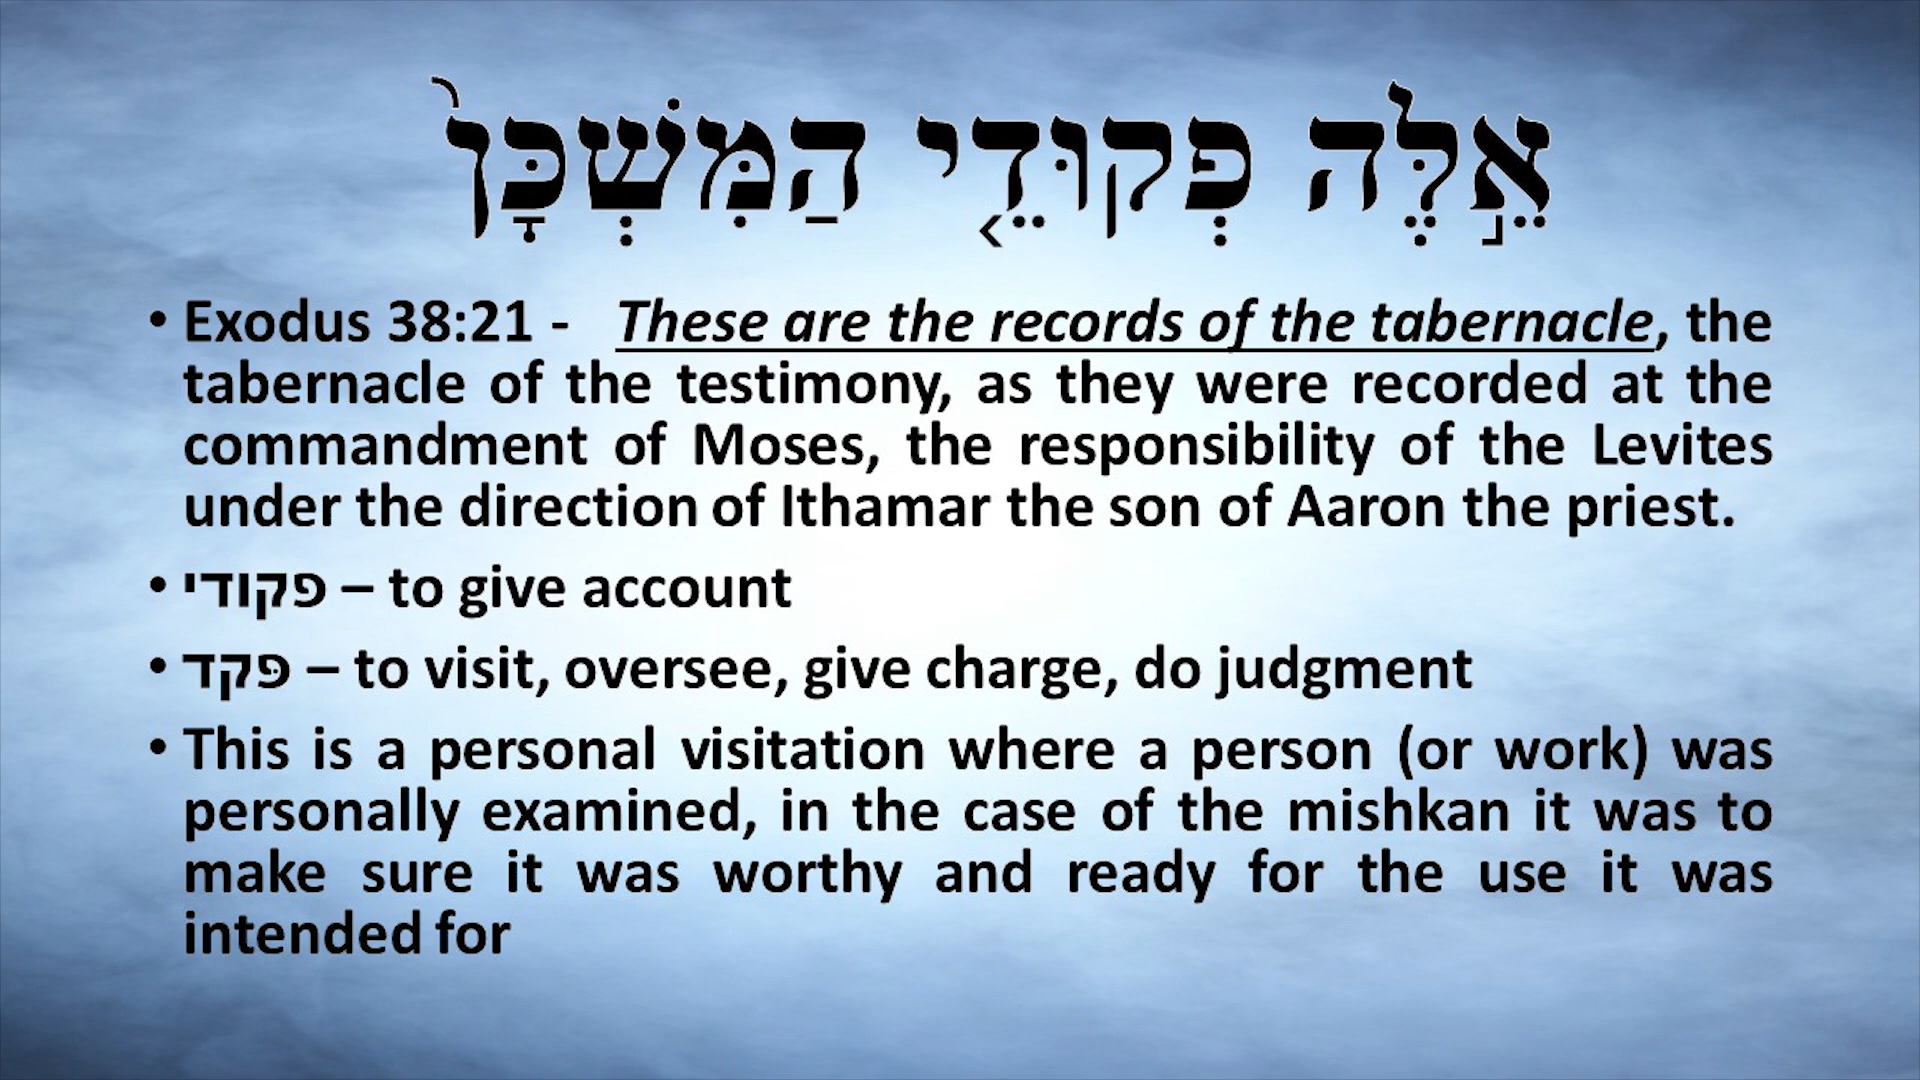 אֵ֣לֶּה פְקוּדֵ֤י הַמִּשְׁכָּן֙
• Exodus 38:21 - These are the records of the tabernacle, the
tabernacle of the testimony, as they were recorded at the
commandment of Moses, the responsibility of the Levites
under the direction of Ithamar the son of Aaron the priest.
• פקודי – to give account
• פקד – to visit, oversee, give charge, do judgment
• This is a personal visitation where a person (or work) was
personally examined, in the case of the mishkan it was to
make sure it was worthy and ready for the use it was
intended for